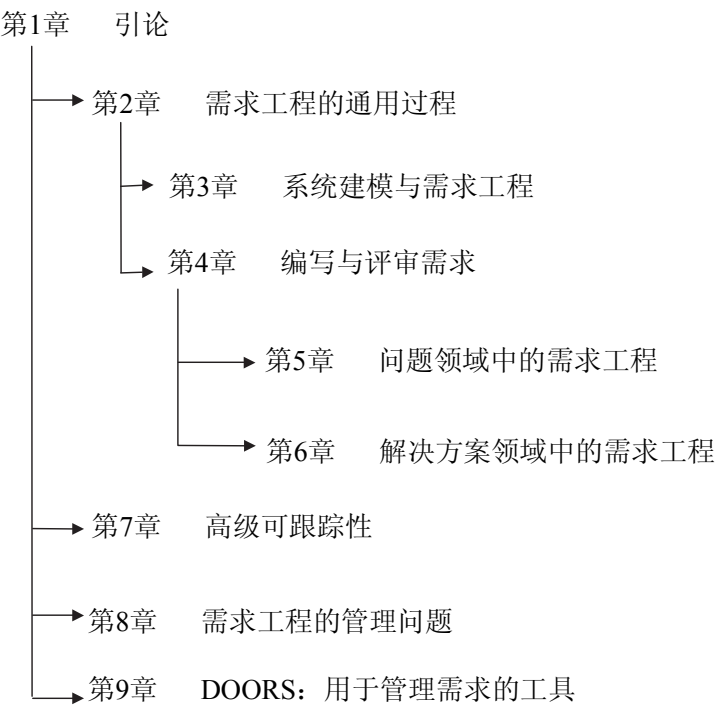 第1章 引论
第2章 需求工程的通用过程
第3章 系统建模与需求工程
第4章 编写与评审需求
第5章 问题领域中的需求工程
第6章 解决方案领域中的需求工程
第7章 高级可跟踪性
第8章 需求工程的管理问题
第9章 DOORS：用于管理需求的工具